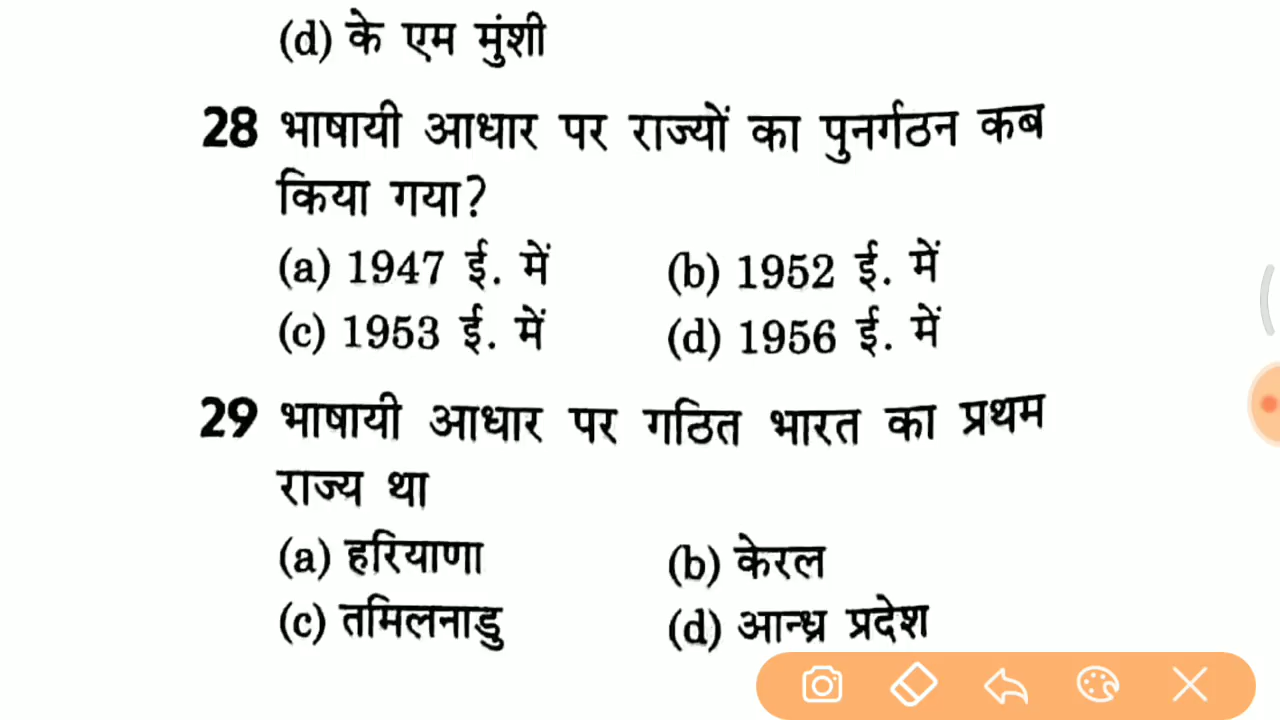 (d) के एम मुंशी
28 भाषायी आधार पर राज्यों का पुनर्गठन कब
किया गया?
(a) 1947 ई. में (b) 1952 ई. में
(c) 1953 ई. में (d) 1956 ई. में
29 भाषायी आधार पर गठित भारत का प्रथम
राज्य था
(a) हरियाणा (b) केरल
(c) तमिलनाडु (d) आन्ध्र प्रदेश